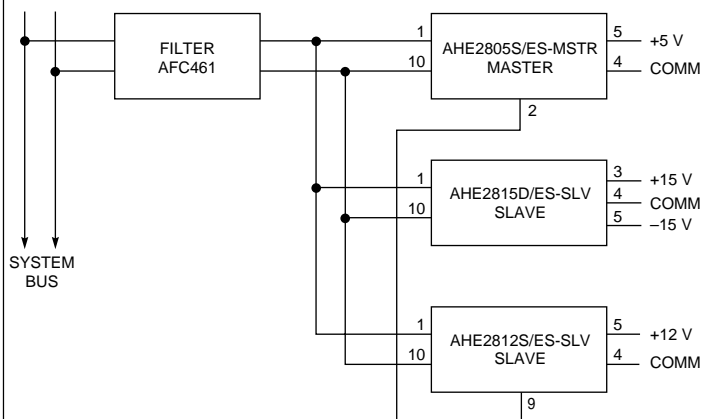 FILTER
AFC461
1
10
AHE2805S/ES-MSTR
MASTER
5
4
+5 V
COMM
2
1
10
AHE2815D/ES-SLV
SLAVE
3
4
5
+15 V
COMM
–15 V
SYSTEM
BUS
1
10
AHE2812S/ES-SLV
SLAVE
5
4
+12 V
COMM
9